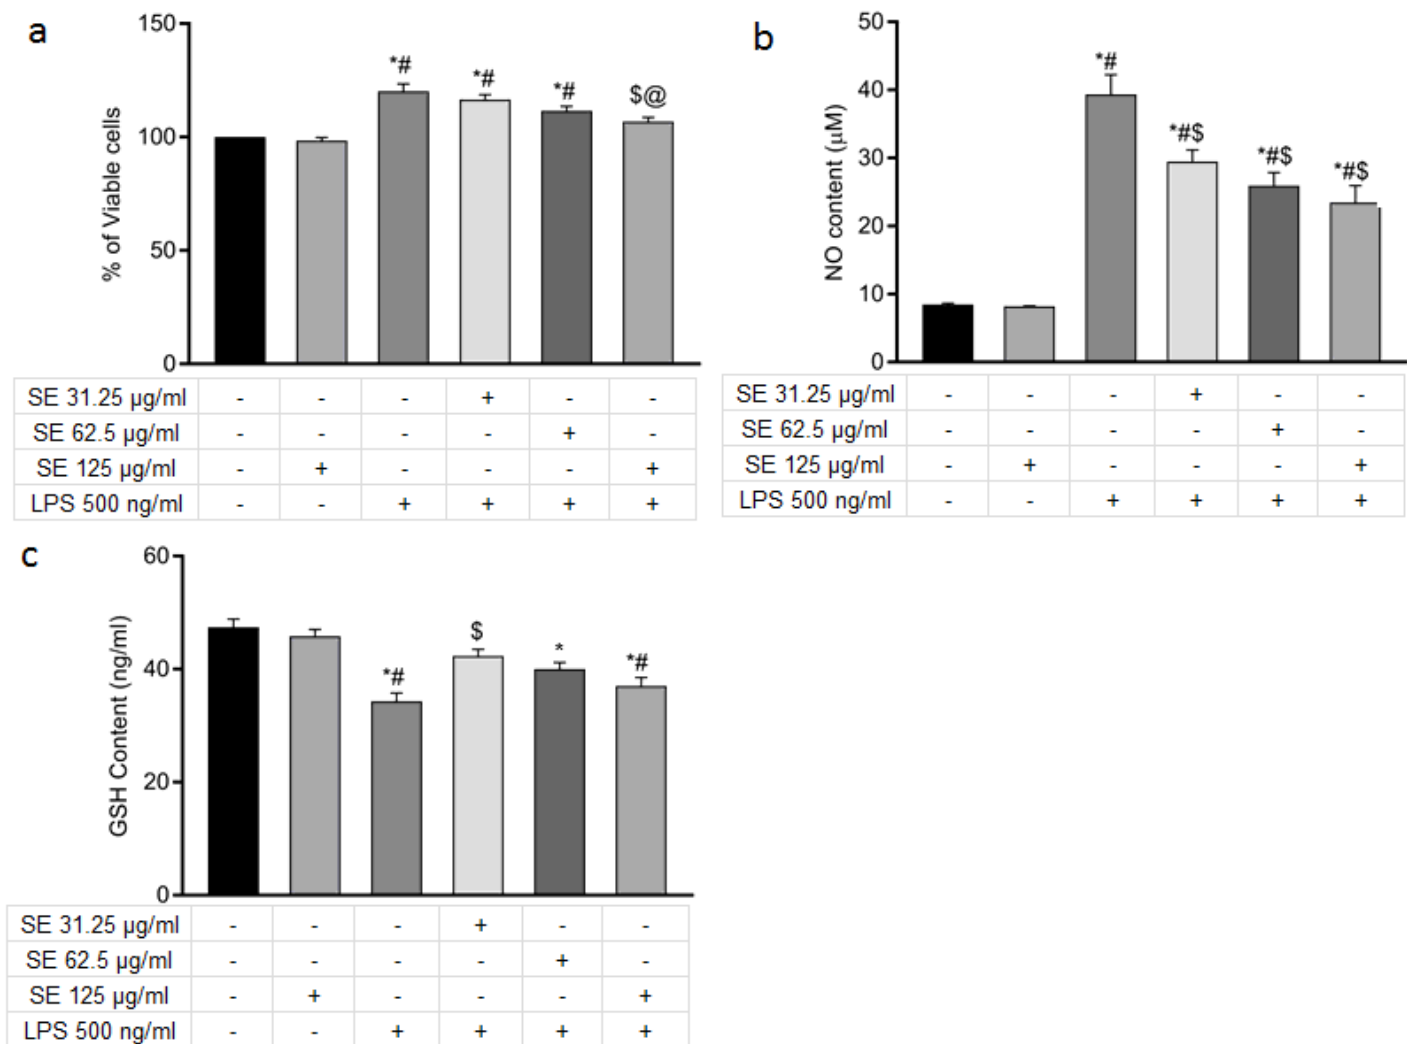 a
% of Viable cells
150
100
50
0
*#
*#
*#
$@
SE 31.25 µg/ml - - - + - -
SE 62.5 µg/ml - - - - + -
SE 125 µg/ml - + - - - +
LPS 500 ng/ml - - + + + +
b
NO content (µM)
50
40
30
20
10
0
*#
*#$
*#$
*#$
SE 31.25 µg/ml - - - + - -
SE 62.5 µg/ml - - - - + -
SE 125 µg/ml - + - - - +
LPS 500 ng/ml - - + + + +
c
GSH Content (ng/ml)
60
40
20
0
*#
$
*
*#
SE 31.25 µg/ml - - - + - -
SE 62.5 µg/ml - - - - + -
SE 125 µg/ml - + - - - +
LPS 500 ng/ml - - + + + +